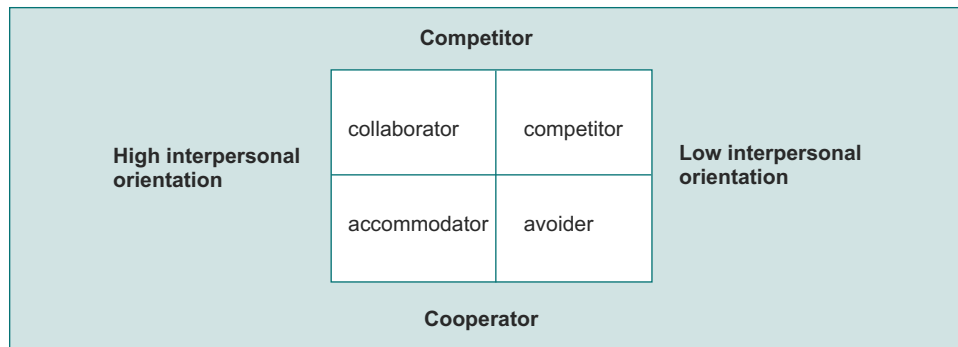 Competitor
collaborator competitor
High interpersonal
orientation
Low interpersonal
orientation
accommodator avoider
Cooperator